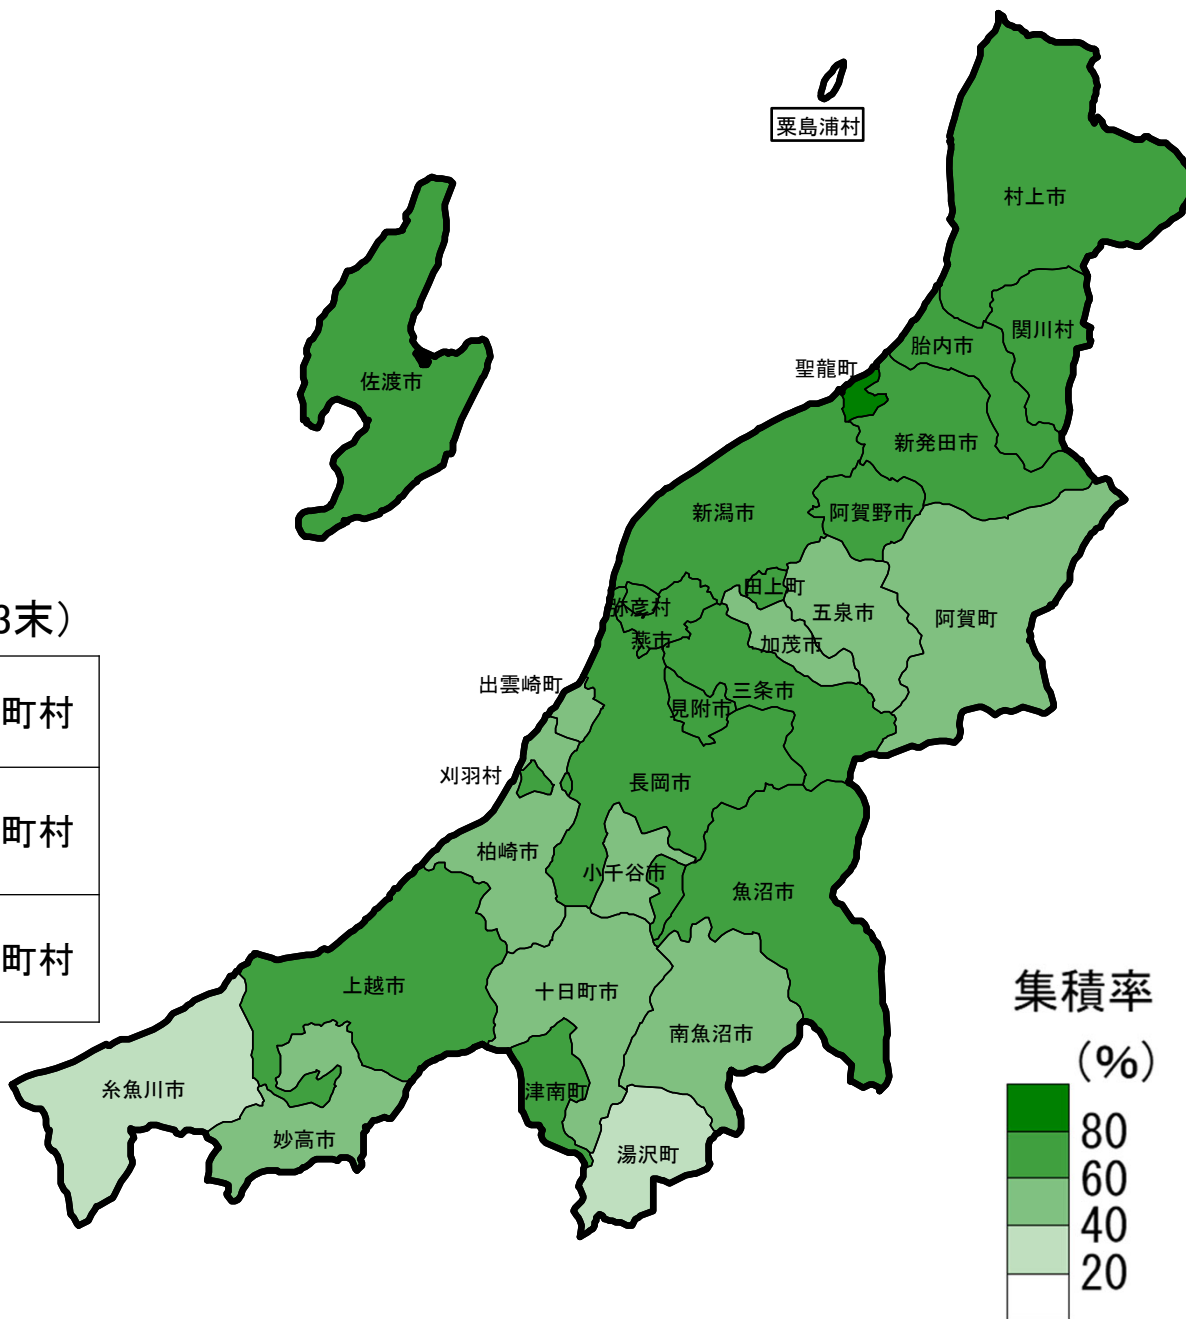 粟島浦村
村上市
関川村
胎内市
聖龍町
佐渡市
新発田市
新潟市
阿賀野市
田上町
弥彦村
五泉市
阿賀町
3末）
燕市
加茂市
出雲崎町
三条市
見附市
町村
刈羽村
長岡市
町村
柏崎市
小千谷市
魚沼市
町村
上越市
十日町市
南魚沼市
糸魚川市
津南町
妙高市
湯沢町
集積率
（%）
80
60
40
20